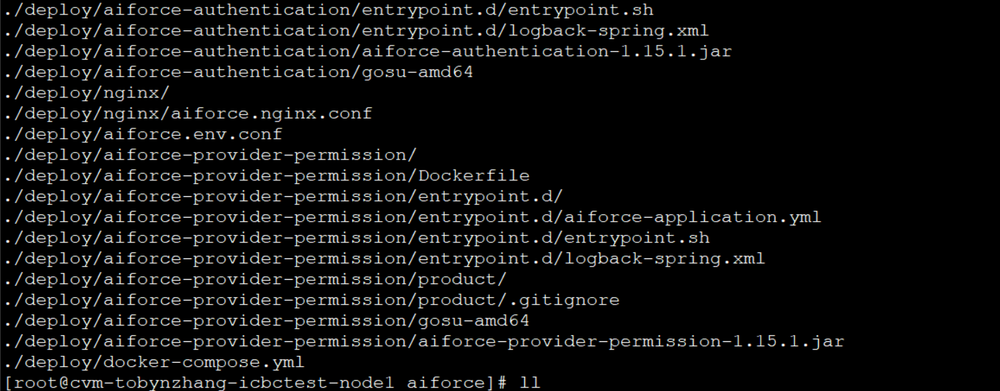 ./deploy/aiforce-authentication/entrypoint.d/entrypoint.sh
./deploy/aiforce-authentication/entrypoint.d/logback-spring.xml
./deploy/aiforce-authentication/aiforce-authentication-1.15.1.jar
./deploy/aiforce-authentication/gosu-amd64
./deploy/nginx/
./deploy/nginx/aiforce.nginx.conf
./deploy/aiforce.env.conf
./deploy/aiforce-provider-permission/
./deploy/aiforce-provider-permission/Dockerfile
./deploy/aiforce-provider-permission/entrypoint.d/
./deploy/aiforce-provider-permission/entrypoint.d/aiforce-application.yml
./deploy/aiforce-provider-permission/entrypoint.d/entrypoint.sh
./deploy/aiforce-provider-permission/entrypoint.d/logback-spring.xml
./deploy/aiforce-provider-permission/product/
./deploy/aiforce-provider-permission/product/.gitignore
./deploy/aiforce-provider-permission/gosu-amd64
./deploy/aiforce-provider-permission/aiforce-provider-permission-1.15.1.jar
./deploy/docker-compose.yml
[root@cvm-tobynzhang-icbctest-node1 aiforce]# ll